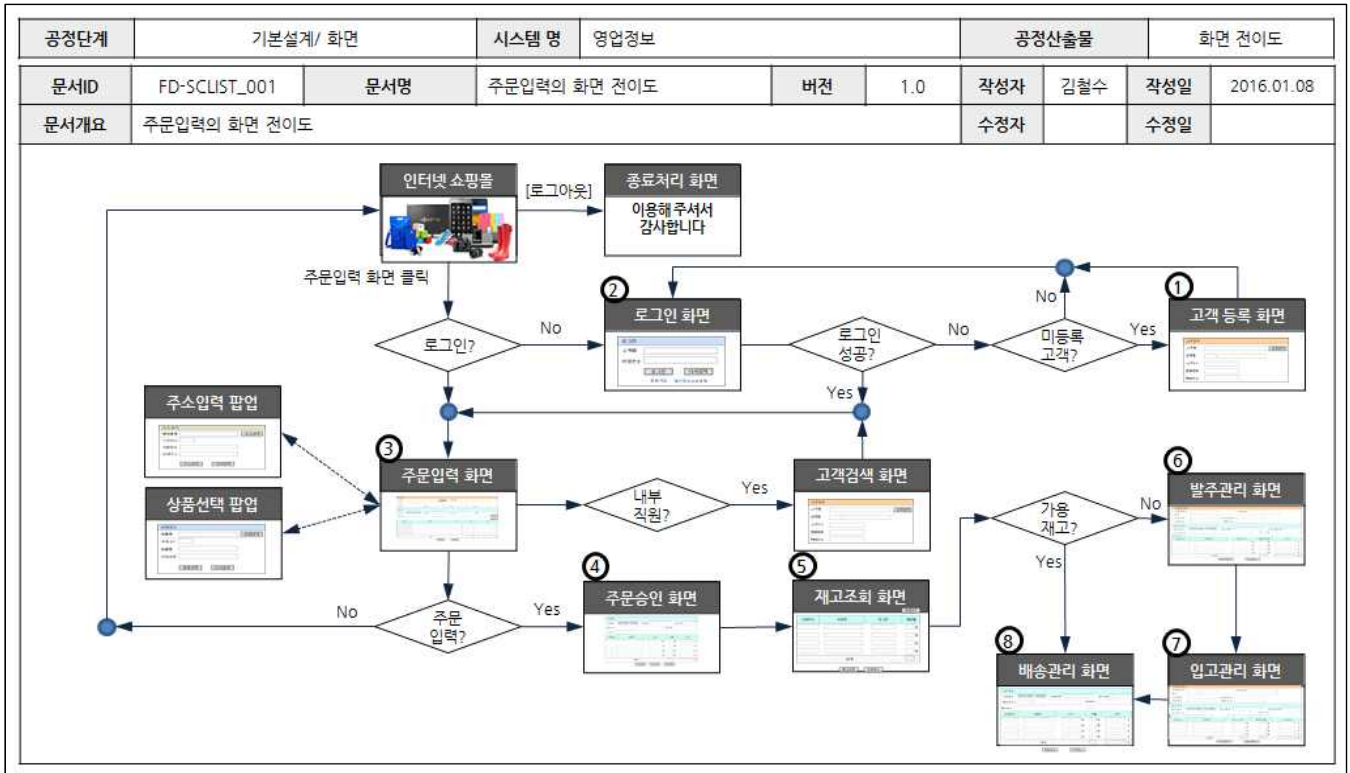 공정단계 기본설계/ 화면 시스템 명 영업정보 공정산출물 화면 전이도
문서ID FD-SCLIST_001 문서명 주문입력의 화면 전이도 버전 1.0 작성자 김철수 작성일 2016.01.08
문서개요 주문입력의 화면 전이도 수정자 수정일
인터넷 쇼핑몰
[로그아웃]
종료처리 화면
이용해 주셔서
감사합니다
주문입력 화면 클릭
로그인?
No
②
로그인 화면
로그인
성공?
No
Yes
미등록
고객?
No
Yes
①
고객 등록 화면
주소입력 팝업
상품선택 팝업
③
주문입력 화면
내부
직원?
Yes
고객검색 화면
가용
재고?
No
Yes
⑥
발주관리 화면
주문
입력?
No
Yes
④
주문승인 화면
⑤
재고조회 화면
⑧
배송관리 화면
⑦
입고관리 화면